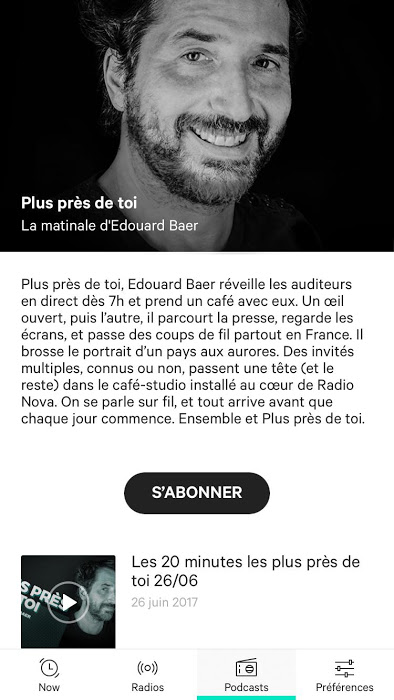 Plus près de toi
La matinale d'Edouard Baer
Plus près de toi, Edouard Baer réveille les auditeurs
en direct dès 7h et prend un café avec eux. Un œil
ouvert, puis l'autre, il parcourt la presse, regarde les
écrans, et passe des coups de fil partout en France. Il
brosse le portrait d'un pays aux aurores. Des invités
multiples, connus ou non, passent une tête (et le
reste) dans le café-studio installé au cœur de Radio
Nova. On se parle sur fil, et tout arrive avant que
chaque jour commence. Ensemble et Plus près de toi.
S'ABONNER
Les 20 minutes les plus près de
toi 26/06
26 juin 2017
Now
Radios
Podcasts
Préférences